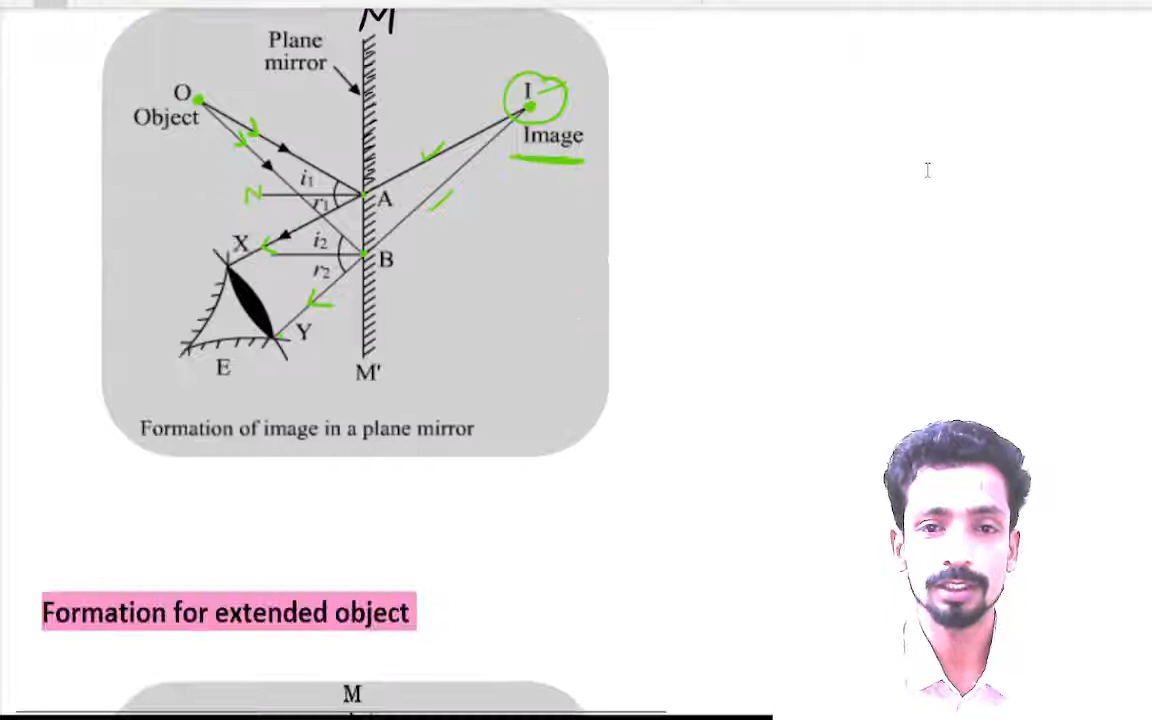 M
Plane
mirror
O
Object
I
Image
i1
N
r1
A
X
i2
B
r2
Y
E
M'
Formation of image in a plane mirror
Formation for extended object
M